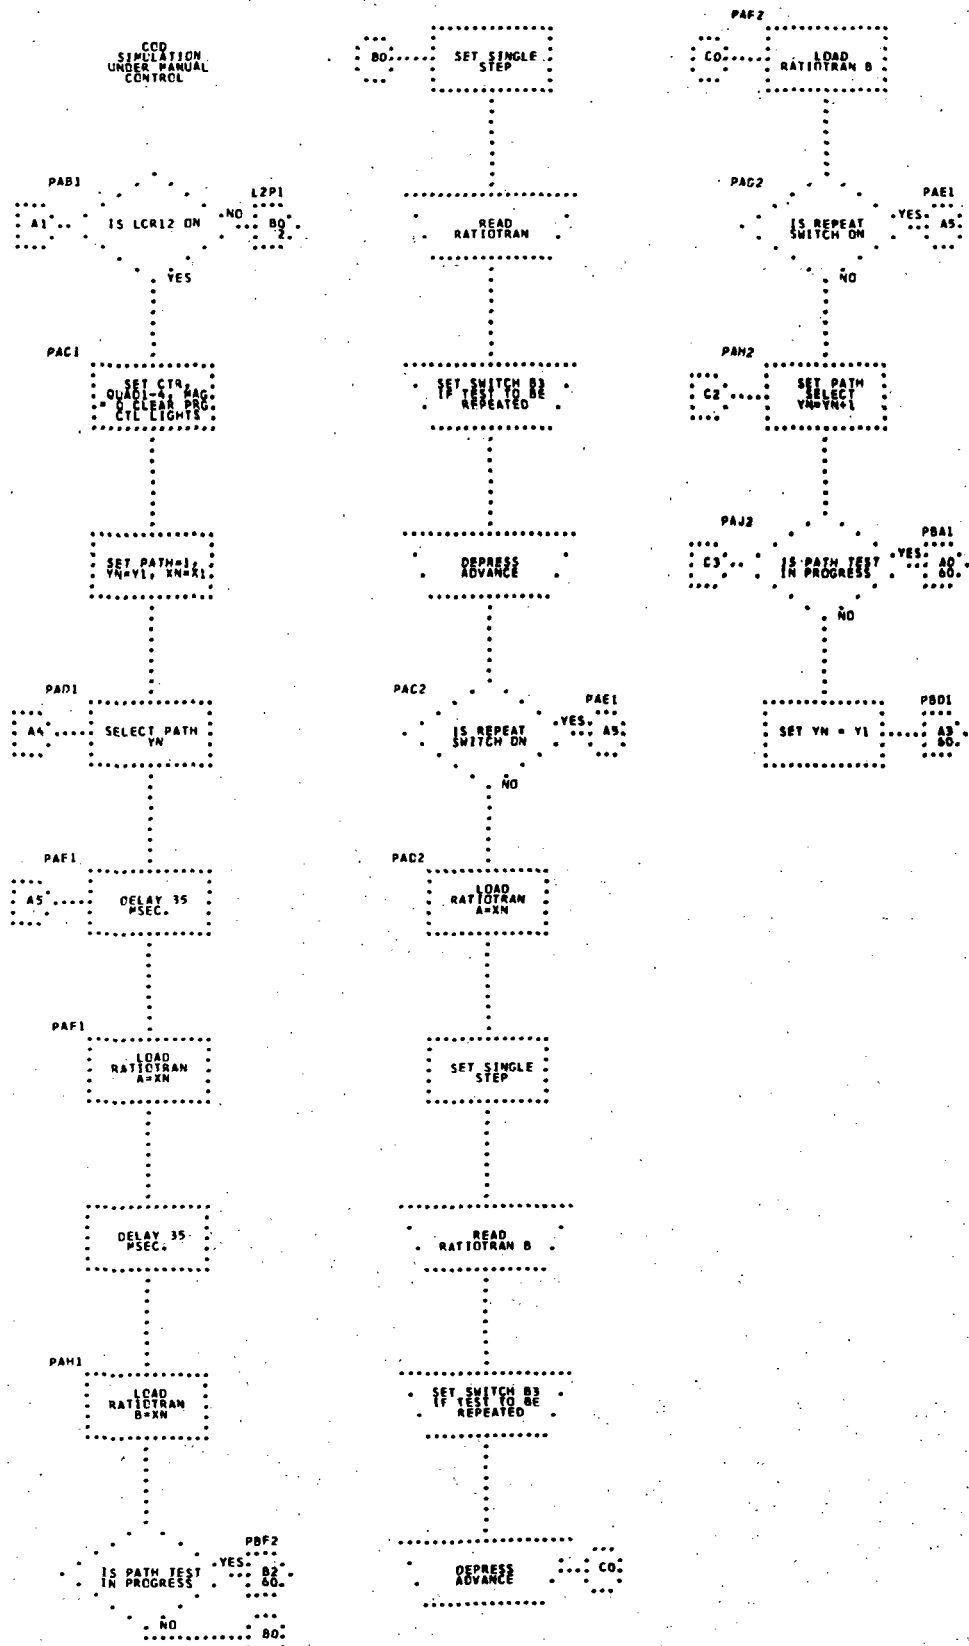 CDD
SIMULATION
UNDER MANUAL
CONTROL
PAB1
A1
IS LCR12 ON
NO
L2P1
B0
2
YES
PAC1
SET CTR,
QUAD1-4, MAG
= 0 CLEAR PRG
CTL LIGHTS
SET PATH=1,
YN=Y1, XN=X1
PAD1
A4
SELECT PATH
YN
PAE1
A5
DELAY 35
MSEC.
PAF1
LOAD
RATIOTRAN
A=XN
DELAY 35
MSEC.
PAH1
LOAD
RATIOTRAN
B=XN
IS PATH TEST
IN PROGRESS
YES
PBF2
B2
60
NO
B0
B0
SET SINGLE
STEP
READ
RATIOTRAN
SET SWITCH B3
IF TEST TO BE
REPEATED
DEPRESS
ADVANCE
PAC2
IS REPEAT
SWITCH ON
YES
PAE1
A5
NO
PAD2
LOAD
RATIOTRAN
A=XN
SET SINGLE
STEP
READ
RATIOTRAN B
SET SWITCH B3
IF TEST TO BE
REPEATED
DEPRESS
ADVANCE
C0
PAF2
C0
LOAD
RATIOTRAN B
PAG2
IS REPEAT
SWITCH ON
YES
PAE1
A5
NO
PAH2
C2
SET PATH
SELECT
YN=YN+1
PAJ2
C3
IS PATH TEST
IN PROGRESS
YES
PBA1
A0
60
NO
SET YN = Y1
PBD1
A3
60